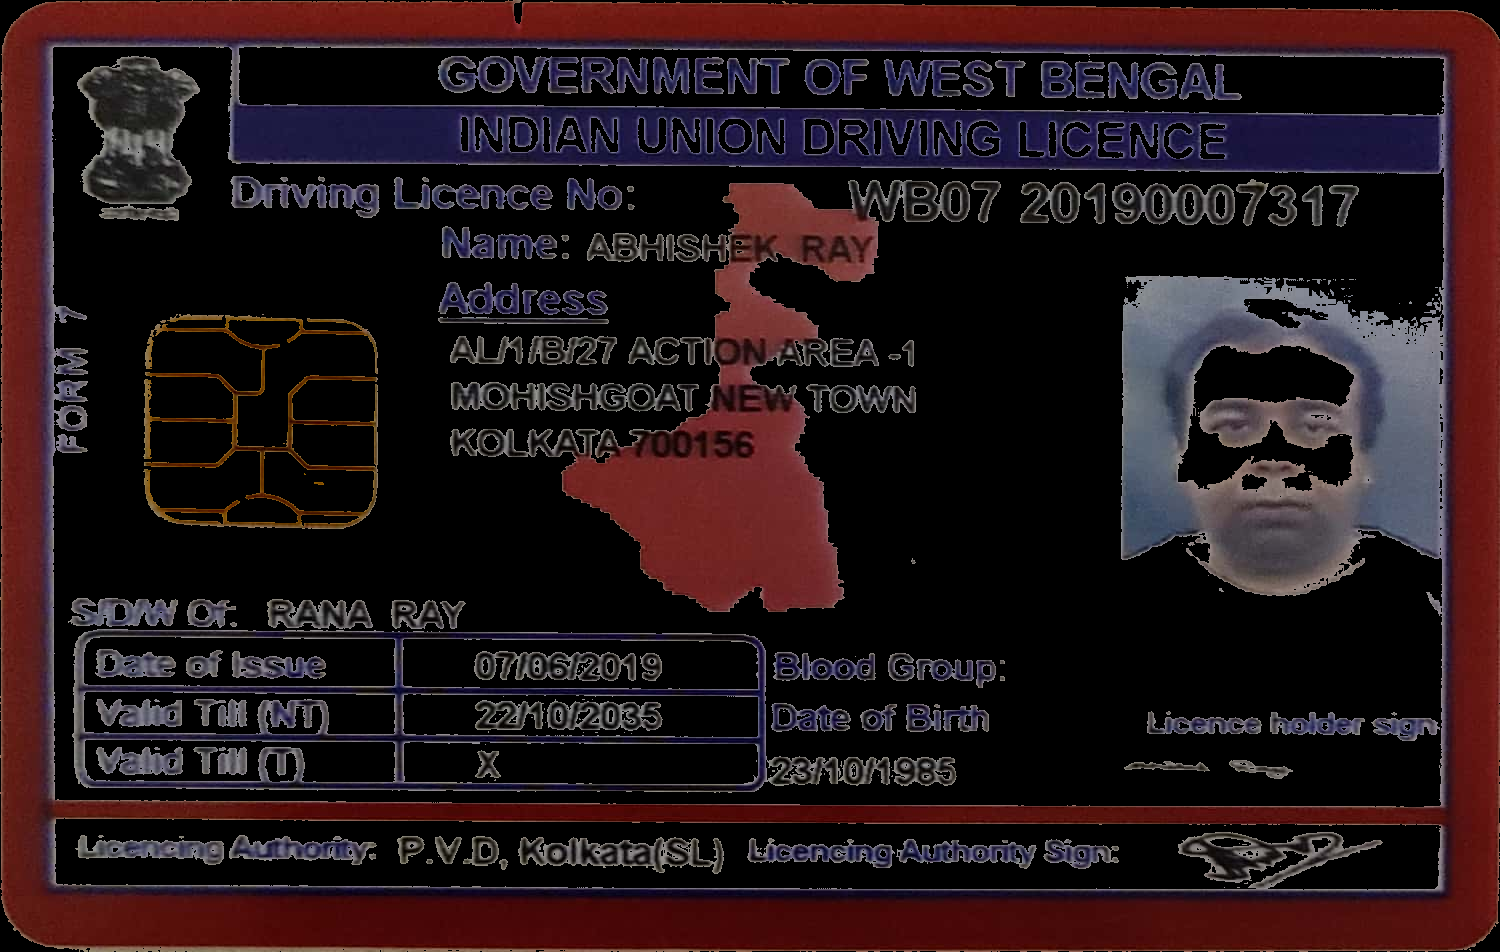 GOVERNMENT OF WEST BENGAL
INDIAN UNION DRIVING LICENCE
Driving Licence No: WB07 20190007317
Name: ABHISHEK RAY
Address
AL/1/B/27 ACTION AREA -1
MOHISHGOAT NEW TOWN
KOLKATA 700156
FORM 7
S/D/W Of: RANA RAY
Date of Issue 07/06/2019 Blood Group:
Valid Till (NT) 22/10/2035 Date of Birth
Licence holder sign
Valid Till (T) X 23/10/1985
Licencing Authority: P.V.D, Kolkata(SL) Licencing Authority Sign: